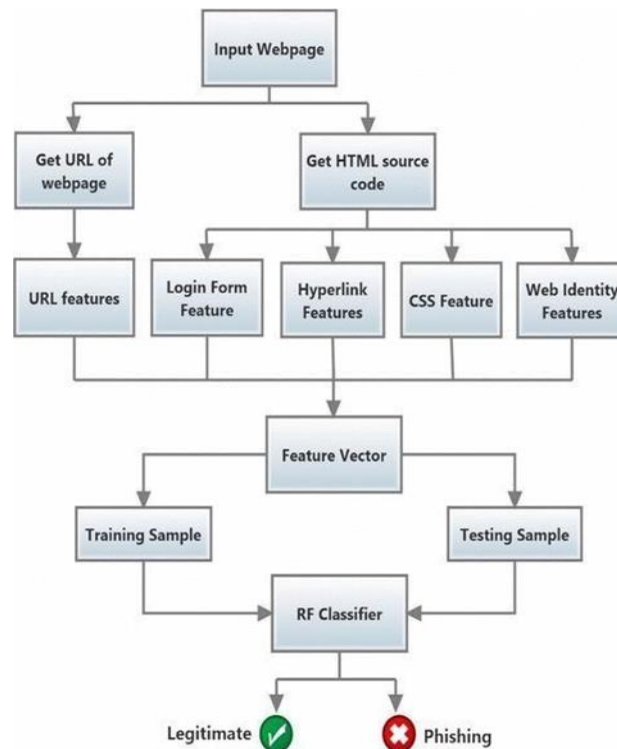 Input Webpage
Get URL of
webpage
Get HTML source
code
URL features
Login Form
Feature
Hyperlink
Features
CSS Feature
Web Identity
Features
Feature Vector
Training Sample
Testing Sample
RF Classifier
Legitimate
Phishing